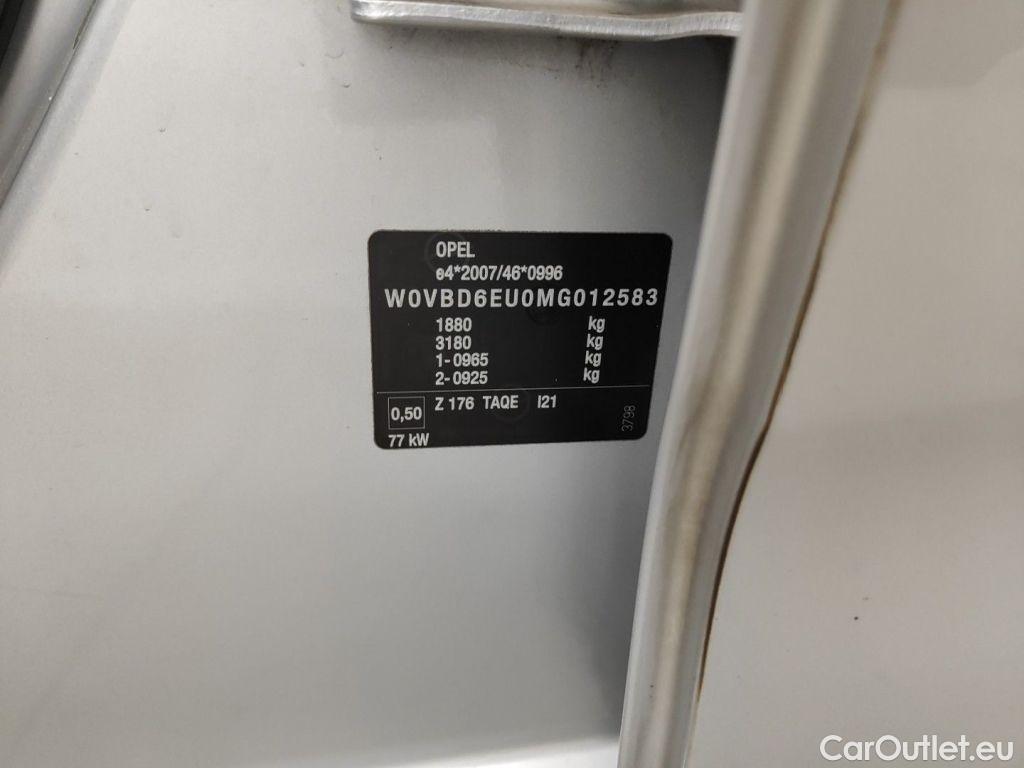 OPEL
e4*2007/46*0996
W0VBD6EU0MG012583
1880 kg
3180 kg
1-0965 kg
2-0925 kg
0,50 Z 176 TAQE I21
77 kW
3798
CarOutlet.eu